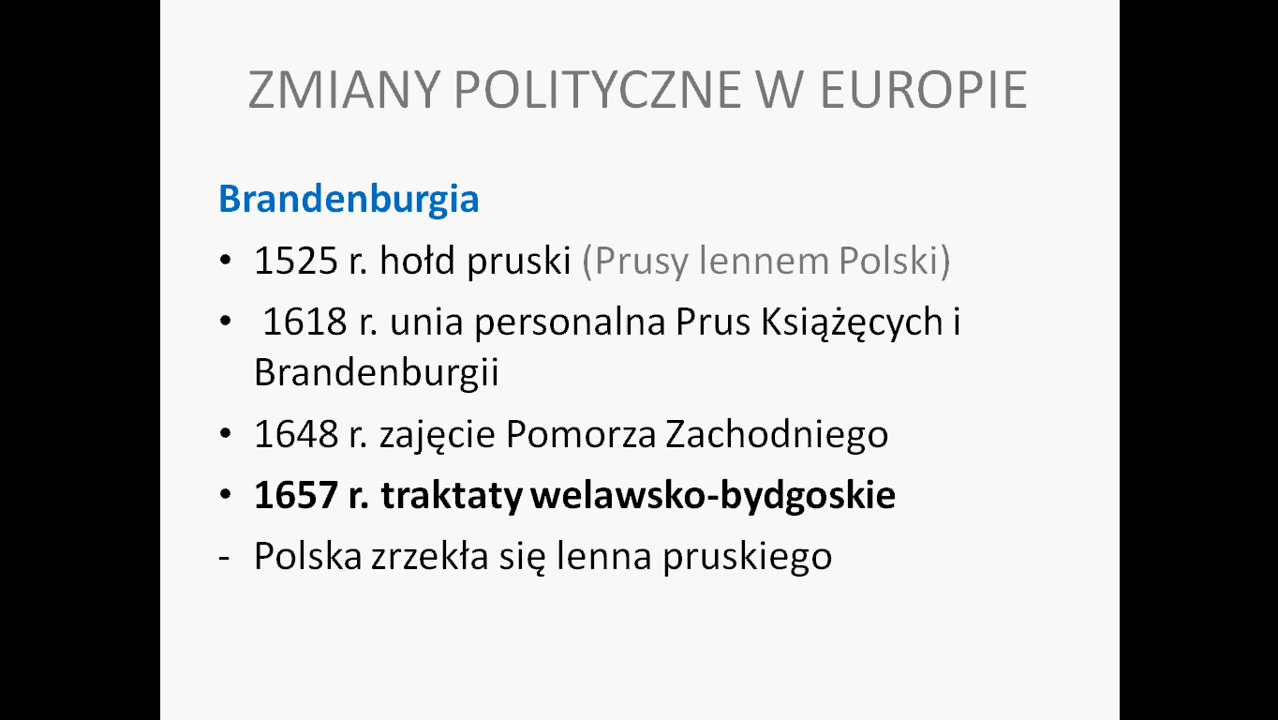 ZMIANY POLITYCZNE W EUROPIE
Brandenburgia
• 1525 r. hołd pruski (Prusy lennem Polski)
• 1618 r. unia personalna Prus Książęcych i
Brandenburgii
• 1648 r. zajęcie Pomorza Zachodniego
• 1657 r. traktaty welawsko-bydgoskie
- Polska zrzekła się lenna pruskiego